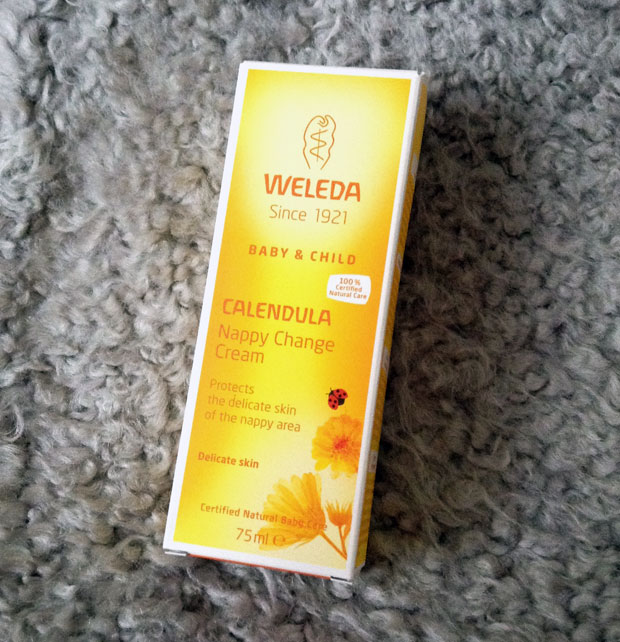 WELEDA
Since 1921
BABY & CHILD
100%
Certified
Natural Care
CALENDULA
Nappy Change
Cream
Protects
the delicate skin
of the nappy area
Delicate skin
Certified Natural Baby Care
75ml ℮